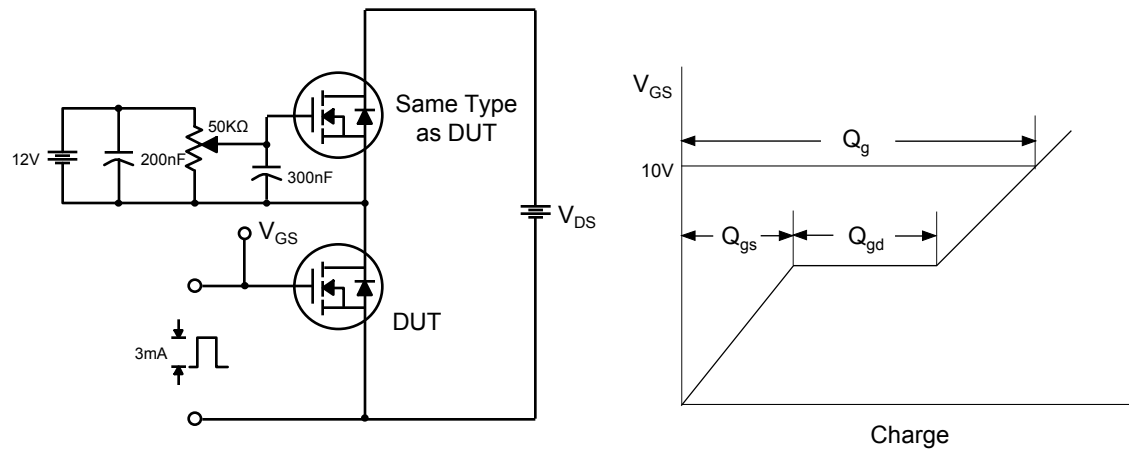 12V
200nF
50KΩ
300nF
Same Type
as DUT
V_DS
V_GS
DUT
3mA
V_GS
10V
Q_g
Q_gs
Q_gd
Charge